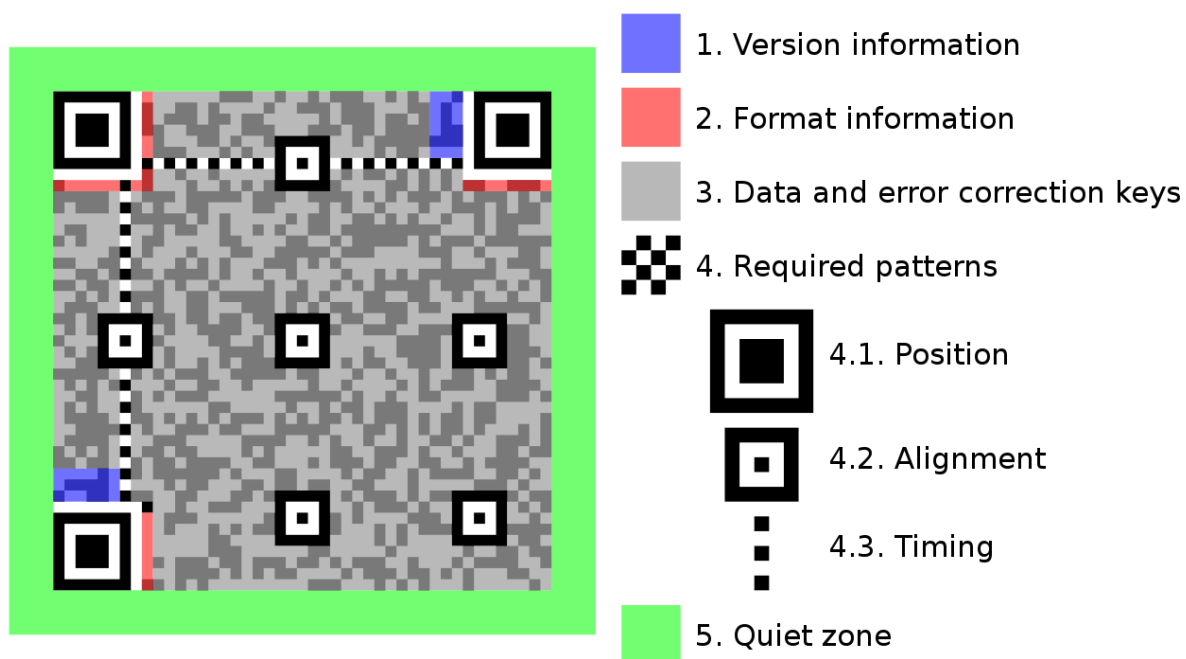 1. Version information
2. Format information
3. Data and error correction keys
4. Required patterns
4.1. Position
4.2. Alignment
4.3. Timing
5. Quiet zone